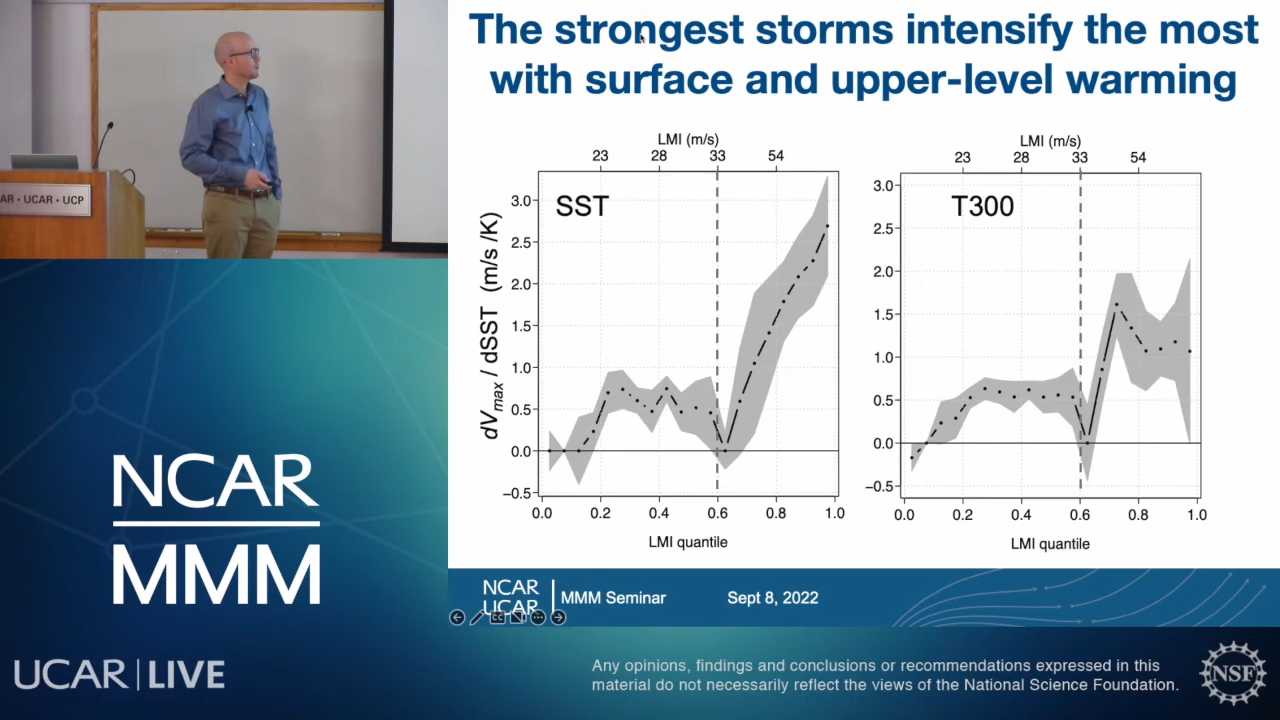 The strongest storms intensify the most
with surface and upper-level warming
LMI (m/s)
23 28 33 54
SST
dVmax / dSST (m/s /K)
3.0
2.5
2.0
1.5
1.0
0.5
0.0
−0.5
0.0 0.2 0.4 0.6 0.8 1.0
LMI quantile
LMI (m/s)
23 28 33 54
T300
3.0
2.5
2.0
1.5
1.0
0.5
0.0
−0.5
0.0 0.2 0.4 0.6 0.8 1.0
LMI quantile
AR • UCAR • UCP
NCAR
MMM
NCAR
UCAR
MMM Seminar
Sept 8, 2022
CC
UCAR | LIVE
Any opinions, findings and conclusions or recommendations expressed in this
material do not necessarily reflect the views of the National Science Foundation.
NSF